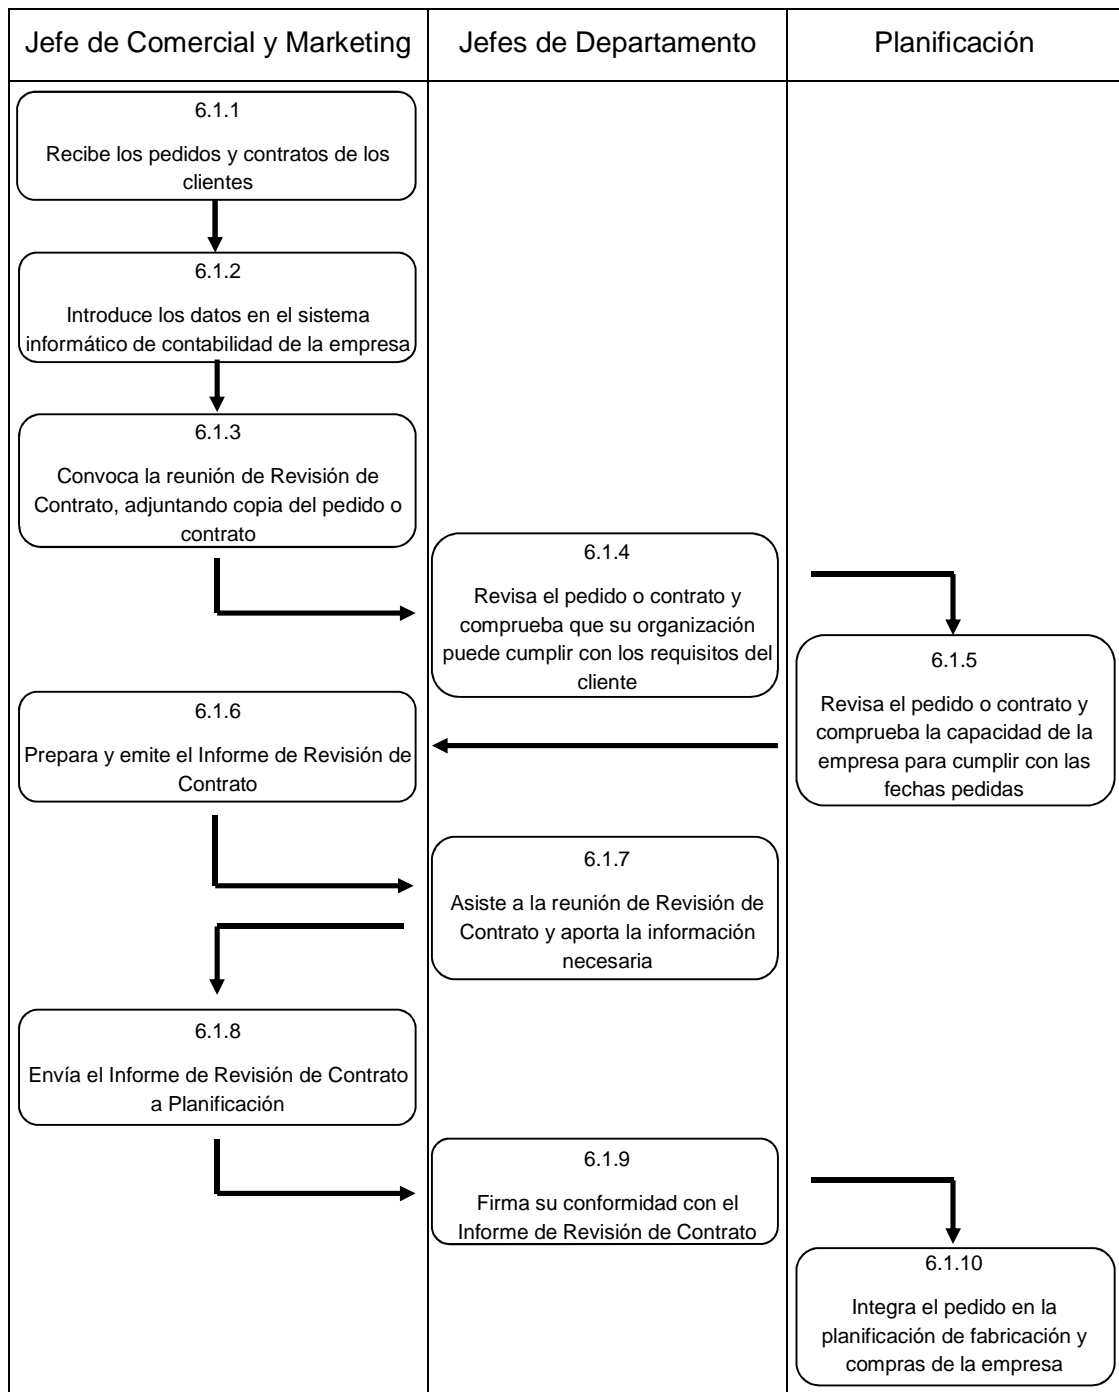 Jefe de Comercial y Marketing
Jefes de Departamento
Planificación
6.1.1
Recibe los pedidos y contratos de los
clientes
6.1.2
Introduce los datos en el sistema
informático de contabilidad de la empresa
6.1.3
Convoca la reunión de Revisión de
Contrato, adjuntando copia del pedido o
contrato
6.1.4
Revisa el pedido o contrato y
comprueba que su organización
puede cumplir con los requisitos del
cliente
6.1.5
Revisa el pedido o contrato y
comprueba la capacidad de la
empresa para cumplir con las
fechas pedidas
6.1.6
Prepara y emite el Informe de Revisión de
Contrato
6.1.7
Asiste a la reunión de Revisión de
Contrato y aporta la información
necesaria
6.1.8
Envía el Informe de Revisión de Contrato
a Planificación
6.1.9
Firma su conformidad con el
Informe de Revisión de Contrato
6.1.10
Integra el pedido en la
planificación de fabricación y
compras de la empresa